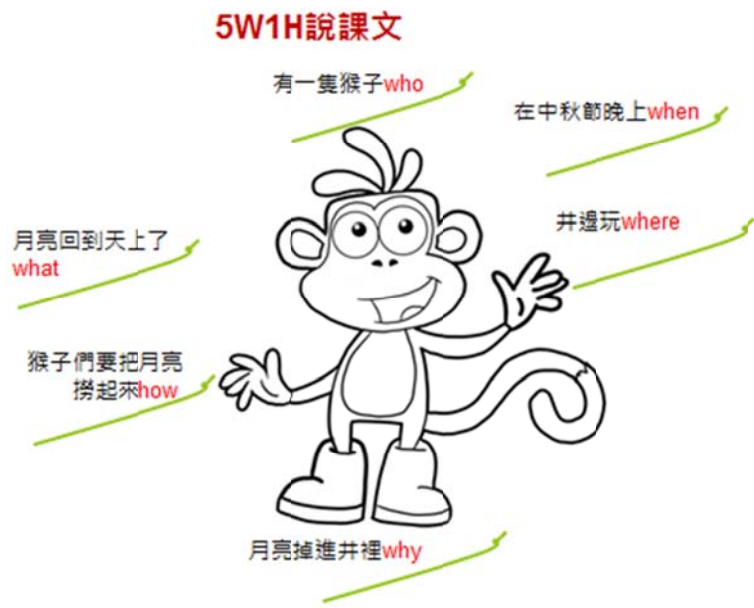 5W1H說課文
有一隻猴子who
在中秋節晚上when
井邊玩where
月亮回到天上了
what
猴子們要把月亮
撈起來how
月亮掉進井裡why